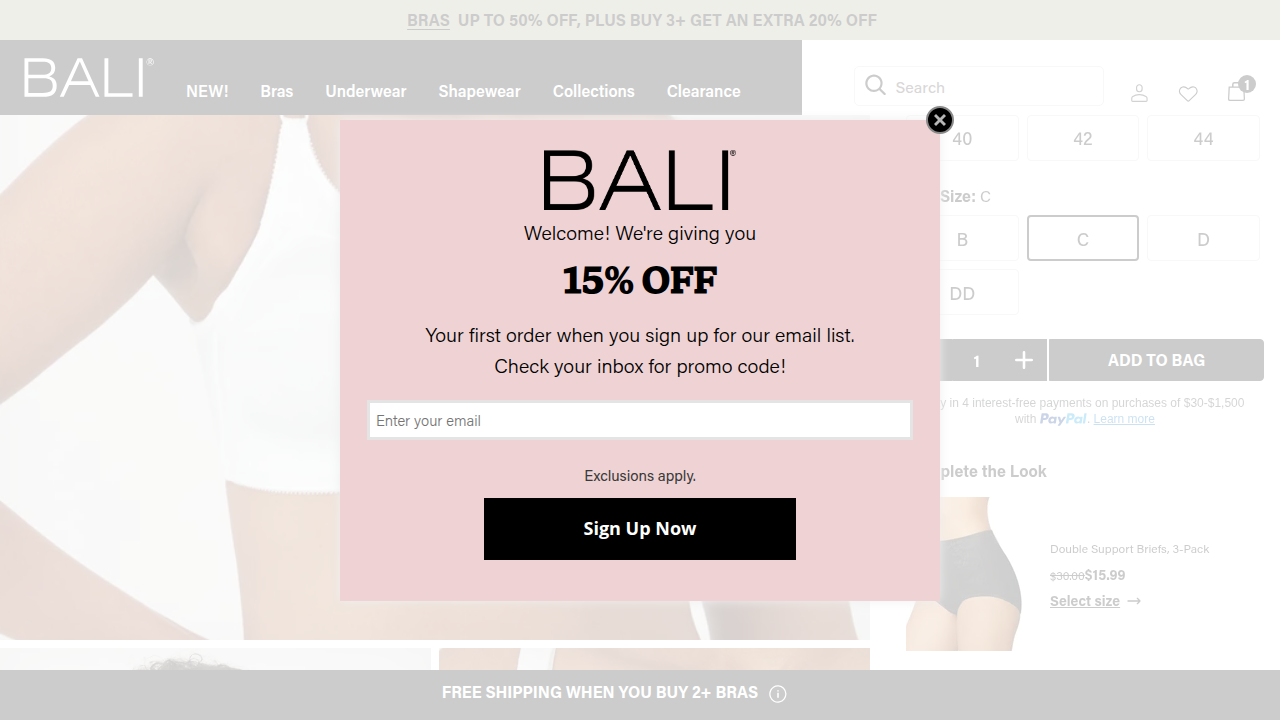 BRAS UP TO 50% OFF, PLUS BUY 3+ GET AN EXTRA 20% OFF
BALI®
NEW! Bras Underwear Shapewear Collections Clearance
Search
1
40 42 44
Size: C
B C D
DD
1
ADD TO BAG
y in 4 interest-free payments on purchases of $30-$1,500
with PayPal. Learn more
plete the Look
Double Support Briefs, 3-Pack
$30.00$15.99
Select size →
BALI®
Welcome! We're giving you
15% OFF
Your first order when you sign up for our email list.
Check your inbox for promo code!
Enter your email
Exclusions apply.
Sign Up Now
FREE SHIPPING WHEN YOU BUY 2+ BRAS